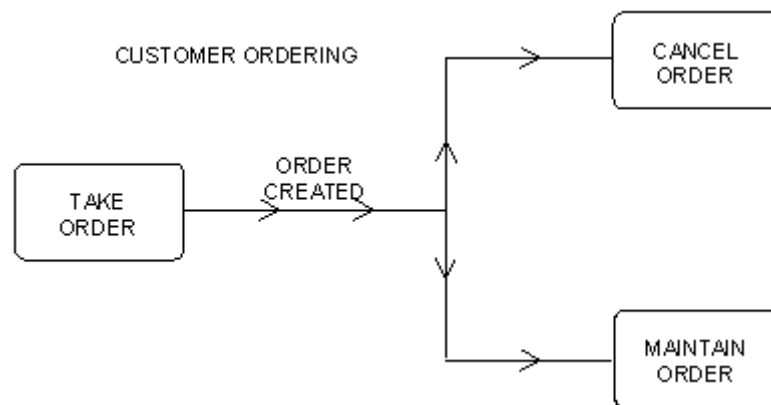 CUSTOMER ORDERING
CANCEL
ORDER
ORDER
CREATED
TAKE
ORDER
MAINTAIN
ORDER